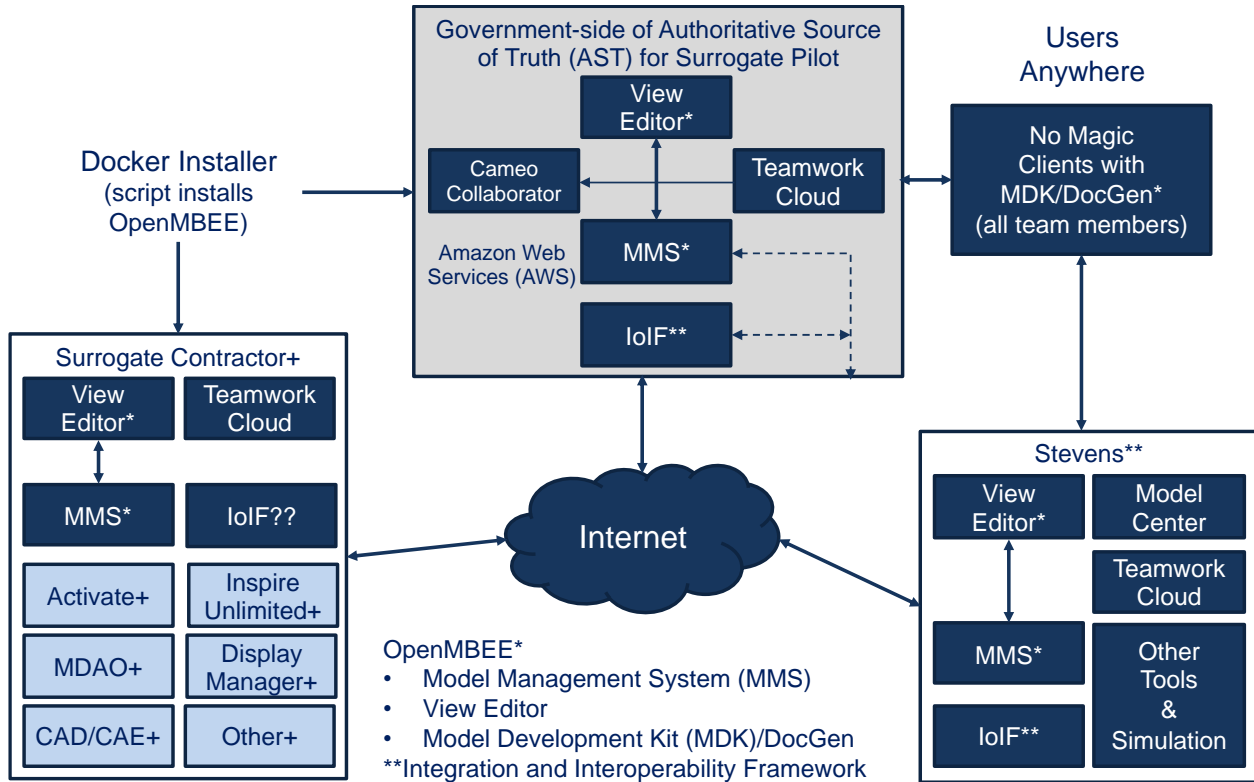 Government-side of Authoritative Source
of Truth (AST) for Surrogate Pilot
View
Editor*
Cameo
Collaborator
Teamwork
Cloud
Amazon Web
Services (AWS)
MMS*
IoIF**
Users
Anywhere
No Magic
Clients with
MDK/DocGen*
(all team members)
Docker Installer
(script installs
OpenMBEE)
Surrogate Contractor+
View
Editor*
Teamwork
Cloud
MMS*
IoIF??
Activate+
Inspire
Unlimited+
MDAO+
Display
Manager+
CAD/CAE+
Other+
Internet
OpenMBEE*
• Model Management System (MMS)
• View Editor
• Model Development Kit (MDK)/DocGen
**Integration and Interoperability Framework
Stevens**
View
Editor*
Model
Center
Teamwork
Cloud
MMS*
IoIF**
Other
Tools
&
Simulation